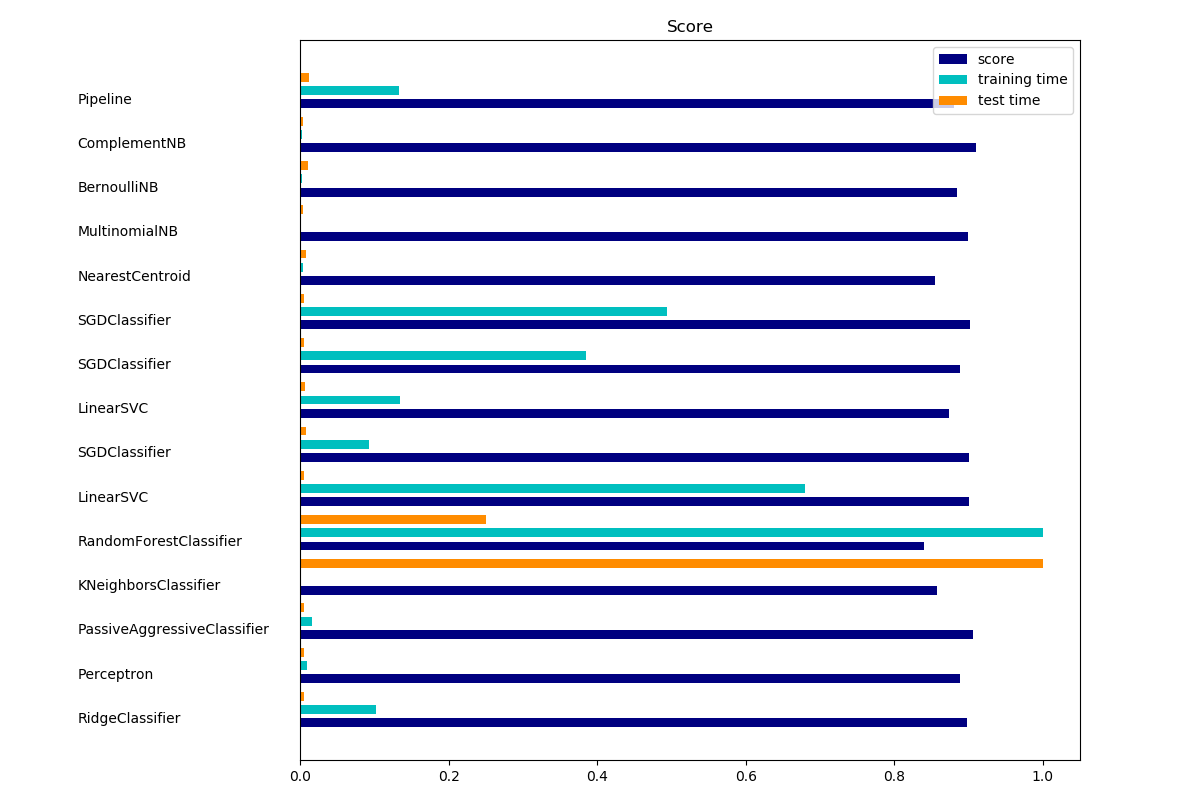 Score
score
training time
test time
Pipeline
ComplementNB
BernoulliNB
MultinomialNB
NearestCentroid
SGDClassifier
SGDClassifier
LinearSVC
SGDClassifier
LinearSVC
RandomForestClassifier
KNeighborsClassifier
PassiveAggressiveClassifier
Perceptron
RidgeClassifier
0.0 0.2 0.4 0.6 0.8 1.0